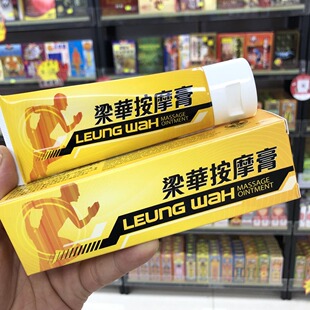 梁華按摩膏
LEUNG WAH
MASSAGE
OINTMENT
梁華按摩膏
LEUNG WAH
MASSAGE
OINTMENT